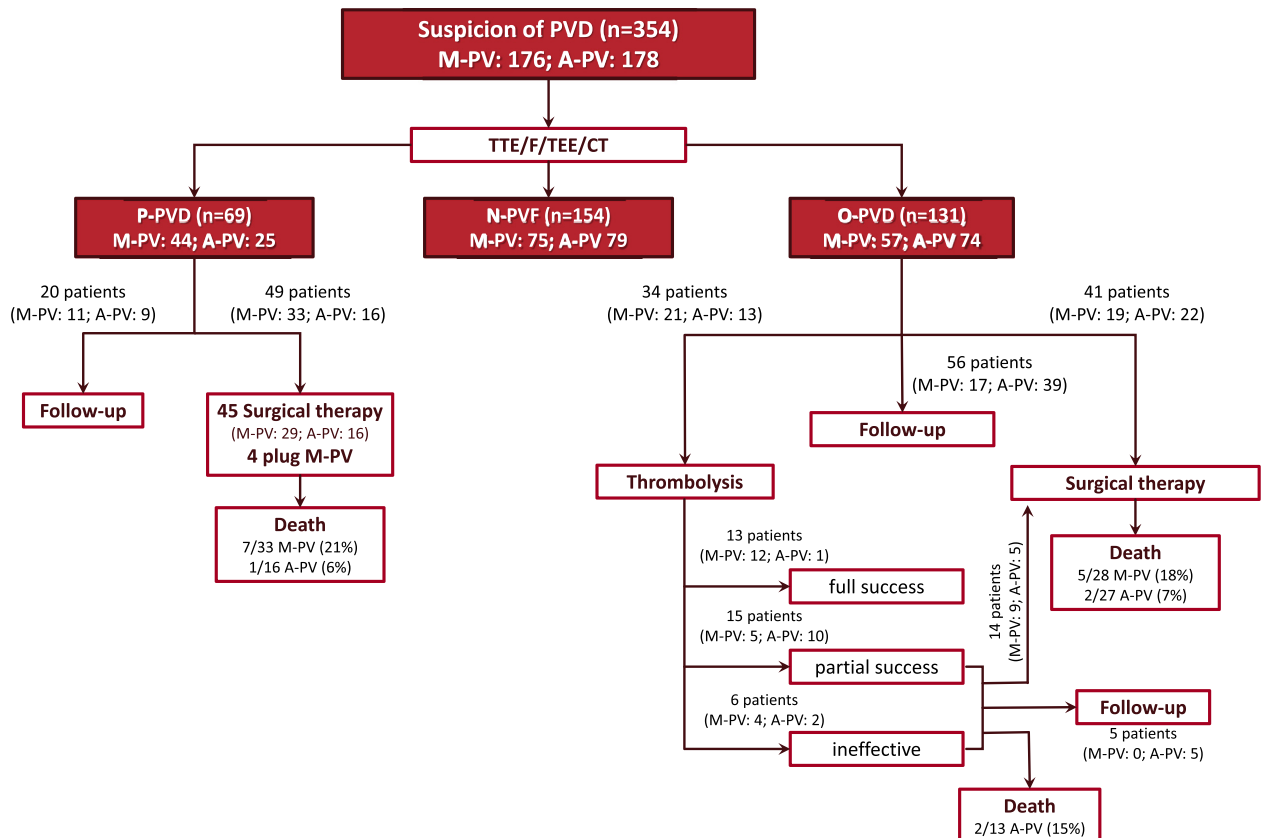 Suspicion of PVD (n=354)
M-PV: 176; A-PV: 178
TTE/F/TEE/CT
P-PVD (n=69)
M-PV: 44; A-PV: 25
N-PVF (n=154)
M-PV: 75; A-PV 79
O-PVD (n=131)
M-PV: 57; A-PV 74
20 patients
(M-PV: 11; A-PV: 9)
49 patients
(M-PV: 33; A-PV: 16)
34 patients
(M-PV: 21; A-PV: 13)
41 patients
(M-PV: 19; A-PV: 22)
56 patients
(M-PV: 17; A-PV: 39)
Follow-up
45 Surgical therapy
(M-PV: 29; A-PV: 16)
4 plug M-PV
Follow-up
Thrombolysis
Surgical therapy
Death
7/33 M-PV (21%)
1/16 A-PV (6%)
13 patients
(M-PV: 12; A-PV: 1)
full success
15 patients
(M-PV: 5; A-PV: 10)
partial success
6 patients
(M-PV: 4; A-PV: 2)
ineffective
14 patients
(M-PV: 9; A-PV: 5)
Death
5/28 M-PV (18%)
2/27 A-PV (7%)
Follow-up
5 patients
(M-PV: 0; A-PV: 5)
Death
2/13 A-PV (15%)